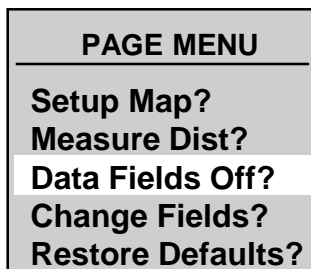 PAGE MENU
Setup Map?
Measure Dist?
Data Fields Off?
Change Fields?
Restore Defaults?